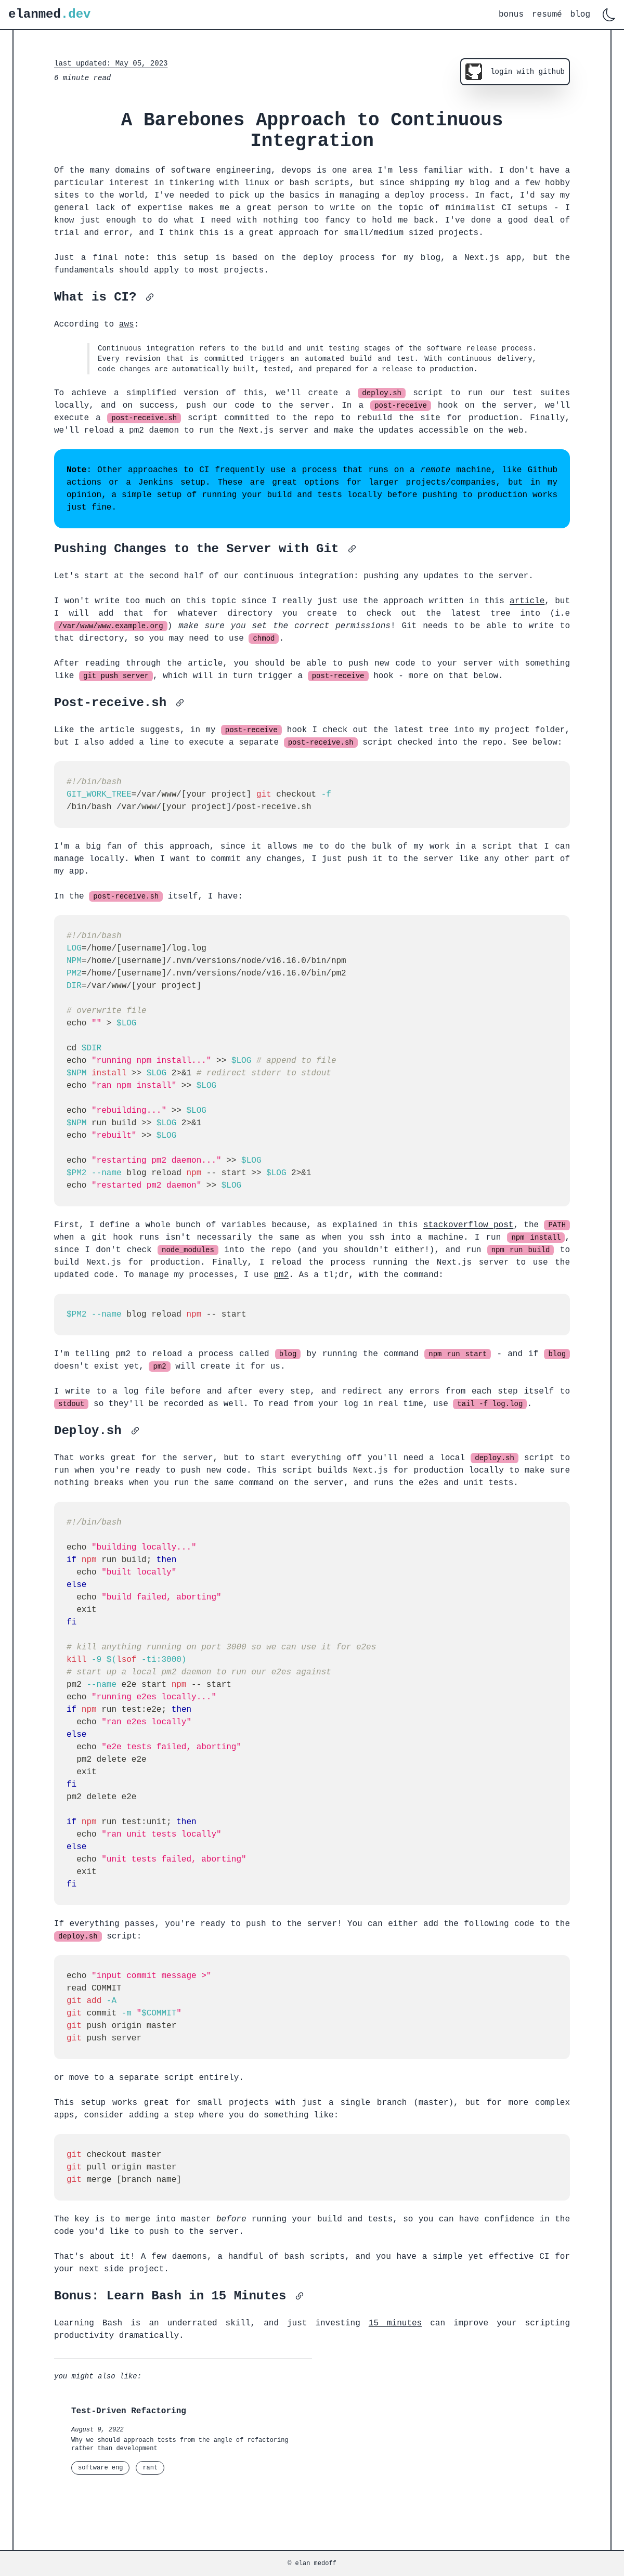 elanmed.dev
bonus resumé blog
last updated: May 05, 2023
6 minute read
login with github
A Barebones Approach to Continuous
Integration
Of the many domains of software engineering, devops is one area I'm less familiar with. I don't have a
particular interest in tinkering with linux or bash scripts, but since shipping my blog and a few hobby
sites to the world, I've needed to pick up the basics in managing a deploy process. In fact, I'd say my
general lack of expertise makes me a great person to write on the topic of minimalist CI setups - I
know just enough to do what I need with nothing too fancy to hold me back. I've done a good deal of
trial and error, and I think this is a great approach for small/medium sized projects.
Just a final note: this setup is based on the deploy process for my blog, a Next.js app, but the
fundamentals should apply to most projects.
What is CI?
According to aws:
Continuous integration refers to the build and unit testing stages of the software release process.
Every revision that is committed triggers an automated build and test. With continuous delivery,
code changes are automatically built, tested, and prepared for a release to production.
To achieve a simplified version of this, we'll create a deploy.sh script to run our test suites
locally, and on success, push our code to the server. In a post-receive hook on the server, we'll
execute a post-receive.sh script committed to the repo to rebuild the site for production. Finally,
we'll reload a pm2 daemon to run the Next.js server and make the updates accessible on the web.
Note: Other approaches to CI frequently use a process that runs on a remote machine, like Github
actions or a Jenkins setup. These are great options for larger projects/companies, but in my
opinion, a simple setup of running your build and tests locally before pushing to production works
just fine.
Pushing Changes to the Server with Git
Let's start at the second half of our continuous integration: pushing any updates to the server.
I won't write too much on this topic since I really just use the approach written in this article, but
I will add that for whatever directory you create to check out the latest tree into (i.e
/var/www/www.example.org) make sure you set the correct permissions! Git needs to be able to write to
that directory, so you may need to use chmod.
After reading through the article, you should be able to push new code to your server with something
like git push server, which will in turn trigger a post-receive hook - more on that below.
Post-receive.sh
Like the article suggests, in my post-receive hook I check out the latest tree into my project folder,
but I also added a line to execute a separate post-receive.sh script checked into the repo. See below:
#!/bin/bash
GIT_WORK_TREE=/var/www/[your project] git checkout -f
/bin/bash /var/www/[your project]/post-receive.sh
I'm a big fan of this approach, since it allows me to do the bulk of my work in a script that I can
manage locally. When I want to commit any changes, I just push it to the server like any other part of
my app.
In the post-receive.sh itself, I have:
#!/bin/bash
LOG=/home/[username]/log.log
NPM=/home/[username]/.nvm/versions/node/v16.16.0/bin/npm
PM2=/home/[username]/.nvm/versions/node/v16.16.0/bin/pm2
DIR=/var/www/[your project]
# overwrite file
echo "" > $LOG
cd $DIR
echo "running npm install..." >> $LOG # append to file
$NPM install >> $LOG 2>&1 # redirect stderr to stdout
echo "ran npm install" >> $LOG
echo "rebuilding..." >> $LOG
$NPM run build >> $LOG 2>&1
echo "rebuilt" >> $LOG
echo "restarting pm2 daemon..." >> $LOG
$PM2 --name blog reload npm -- start >> $LOG 2>&1
echo "restarted pm2 daemon" >> $LOG
First, I define a whole bunch of variables because, as explained in this stackoverflow post, the PATH
when a git hook runs isn't necessarily the same as when you ssh into a machine. I run npm install,
since I don't check node_modules into the repo (and you shouldn't either!), and run npm run build to
build Next.js for production. Finally, I reload the process running the Next.js server to use the
updated code. To manage my processes, I use pm2. As a tl;dr, with the command:
$PM2 --name blog reload npm -- start
I'm telling pm2 to reload a process called blog by running the command npm run start - and if blog
doesn't exist yet, pm2 will create it for us.
I write to a log file before and after every step, and redirect any errors from each step itself to
stdout so they'll be recorded as well. To read from your log in real time, use tail -f log.log.
Deploy.sh
That works great for the server, but to start everything off you'll need a local deploy.sh script to
run when you're ready to push new code. This script builds Next.js for production locally to make sure
nothing breaks when you run the same command on the server, and runs the e2es and unit tests.
#!/bin/bash
echo "building locally..."
if npm run build; then
echo "built locally"
else
echo "build failed, aborting"
exit
fi
# kill anything running on port 3000 so we can use it for e2es
kill -9 $(lsof -ti:3000)
# start up a local pm2 daemon to run our e2es against
pm2 --name e2e start npm -- start
echo "running e2es locally..."
if npm run test:e2e; then
echo "ran e2es locally"
else
echo "e2e tests failed, aborting"
pm2 delete e2e
exit
fi
pm2 delete e2e
if npm run test:unit; then
echo "ran unit tests locally"
else
echo "unit tests failed, aborting"
exit
fi
If everything passes, you're ready to push to the server! You can either add the following code to the
deploy.sh script:
echo "input commit message >"
read COMMIT
git add -A
git commit -m "$COMMIT"
git push origin master
git push server
or move to a separate script entirely.
This setup works great for small projects with just a single branch (master), but for more complex
apps, consider adding a step where you do something like:
git checkout master
git pull origin master
git merge [branch name]
The key is to merge into master before running your build and tests, so you can have confidence in the
code you'd like to push to the server.
That's about it! A few daemons, a handful of bash scripts, and you have a simple yet effective CI for
your next side project.
Bonus: Learn Bash in 15 Minutes
Learning Bash is an underrated skill, and just investing 15 minutes can improve your scripting
productivity dramatically.
you might also like:
Test-Driven Refactoring
August 9, 2022
Why we should approach tests from the angle of refactoring
rather than development
software eng rant
© elan medoff